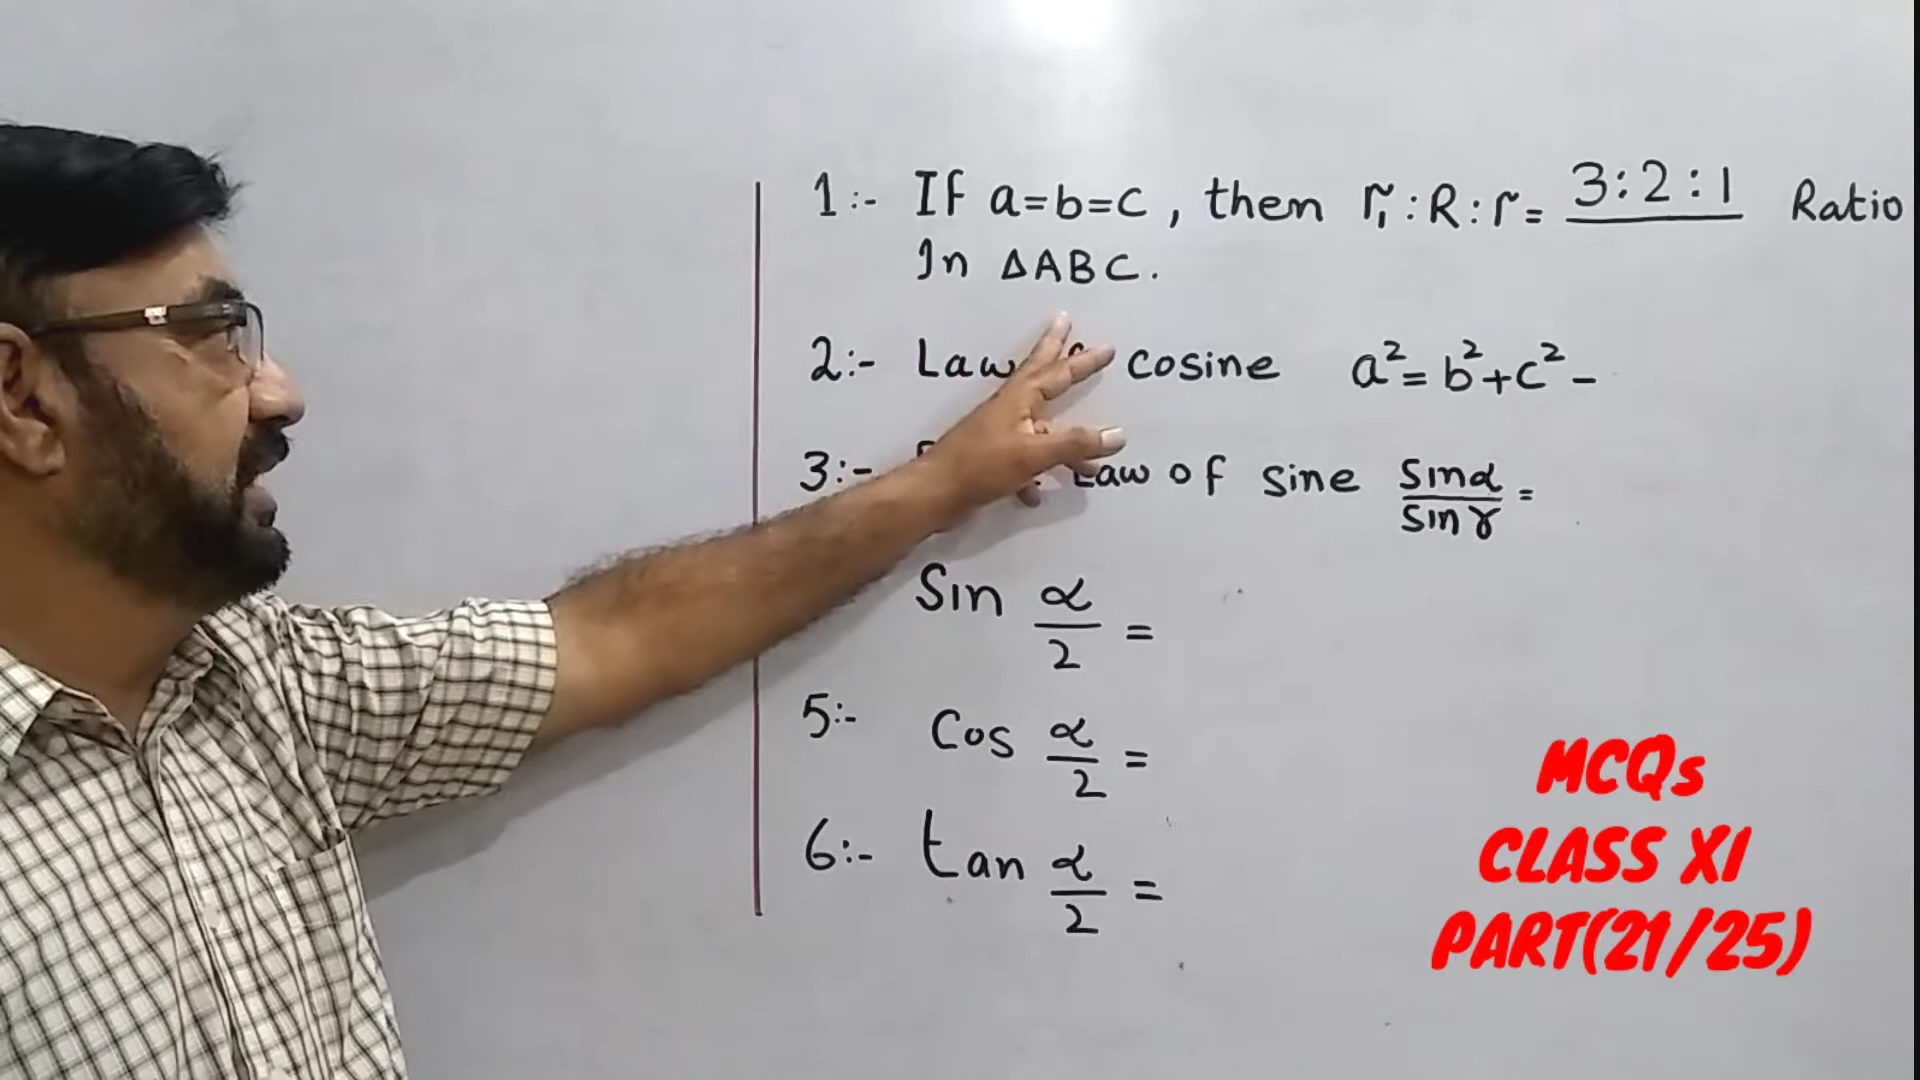 1:- If a=b=c, then r₁:R:r= 3:2:1 Ratio
In ΔABC.
2:- Law cosine a²=b²+c²-
3:- Law of sine sinα/sinγ =
Sin α/2 =
5:- Cos α/2 =
6:- tan α/2 =
MCQs
CLASS XI
PART(21/25)